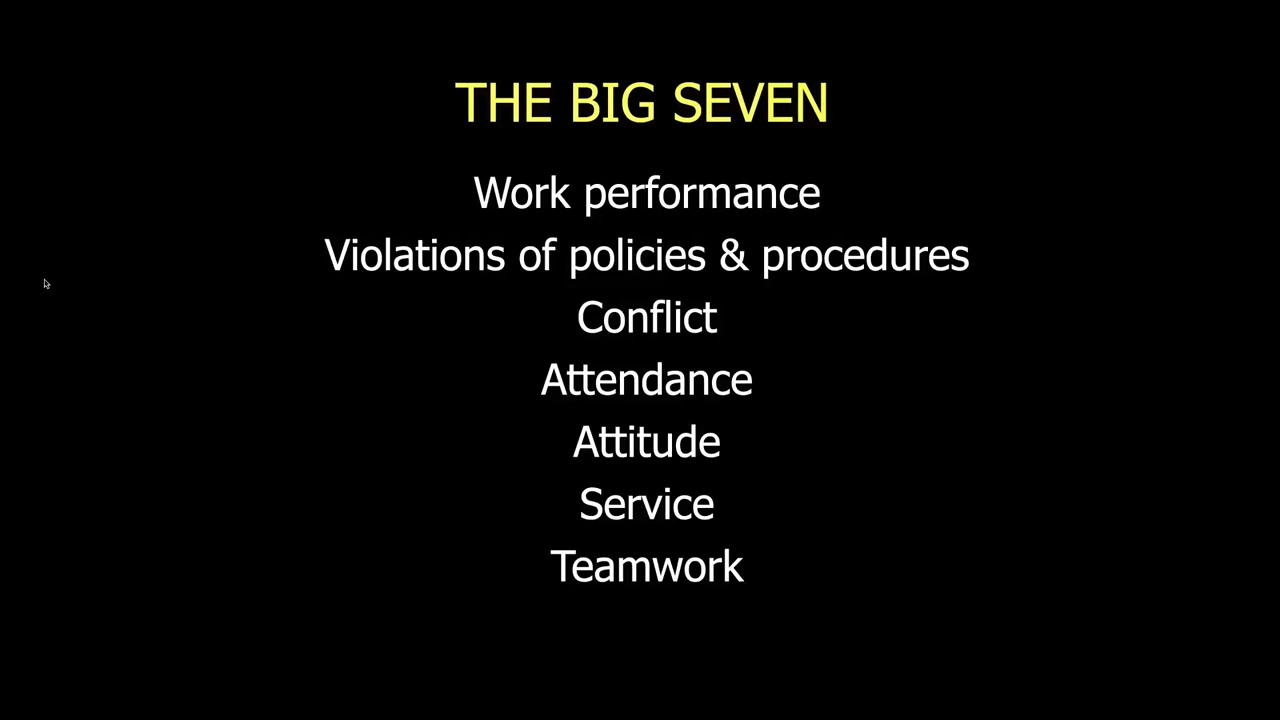 THE BIG SEVEN
Work performance
Violations of policies & procedures
Conflict
Attendance
Attitude
Service
Teamwork